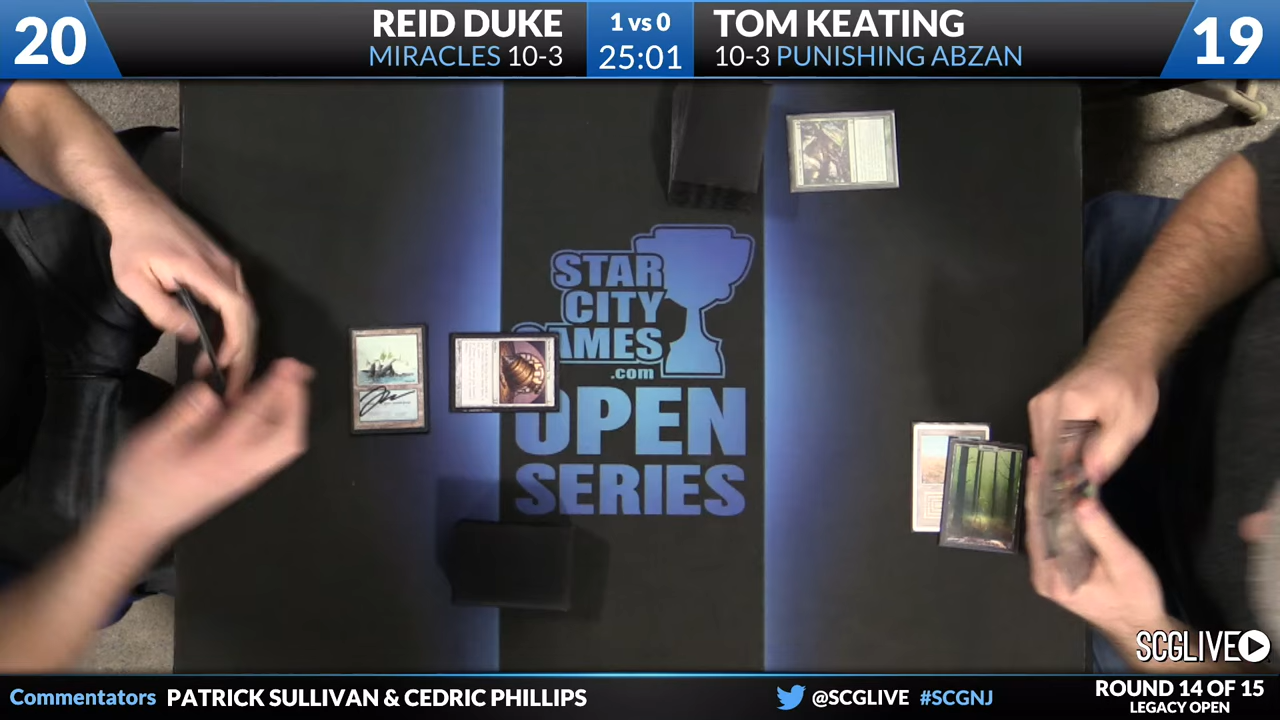 20
REID DUKE
MIRACLES 10-3
1 vs 0
25:01
TOM KEATING
10-3 PUNISHING ABZAN
19
STAR
CITY
GAMES
.com
OPEN
SERIES
SCGLIVE
Commentators PATRICK SULLIVAN & CEDRIC PHILLIPS
@SCGLIVE #SCGNJ
ROUND 14 OF 15
LEGACY OPEN